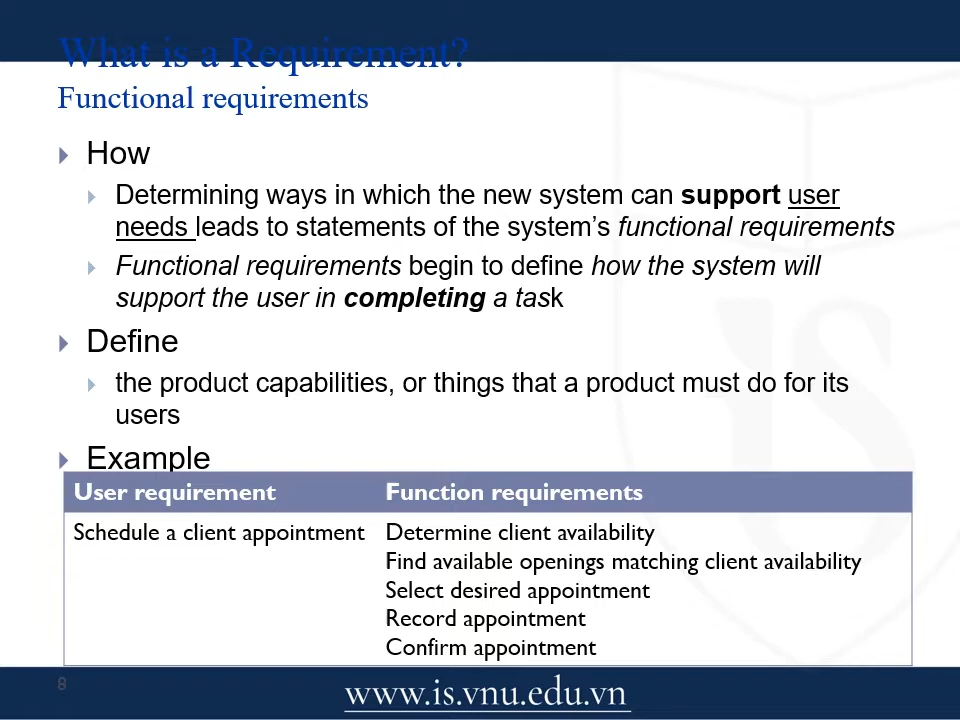 What is a Requirement?
Functional requirements
How
Determining ways in which the new system can support user
needs leads to statements of the system's functional requirements
Functional requirements begin to define how the system will
support the user in completing a task
Define
the product capabilities, or things that a product must do for its
users
Example
User requirement Function requirements
Schedule a client appointment Determine client availability
Find available openings matching client availability
Select desired appointment
Record appointment
Confirm appointment
8
www.is.vnu.edu.vn